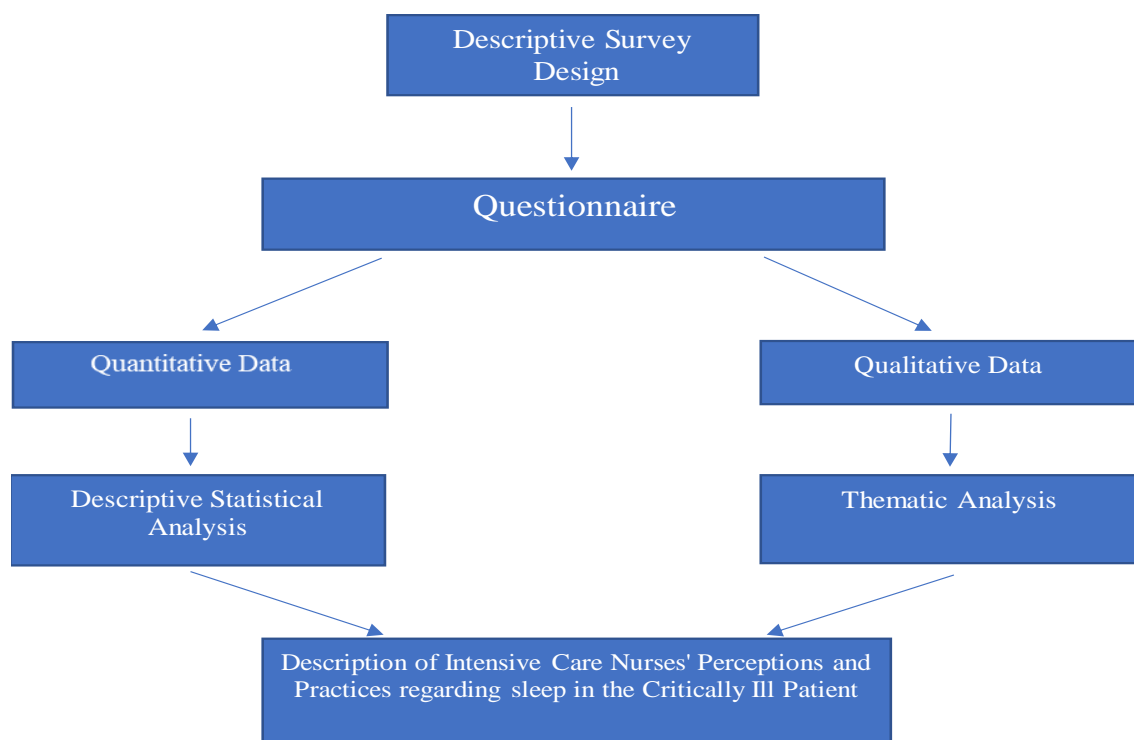 Descriptive Survey
Design
Questionnaire
Quantitative Data
Qualitative Data
Descriptive Statistical
Analysis
Thematic Analysis
Description of Intensive Care Nurses' Perceptions and
Practices regarding sleep in the Critically Ill Patient